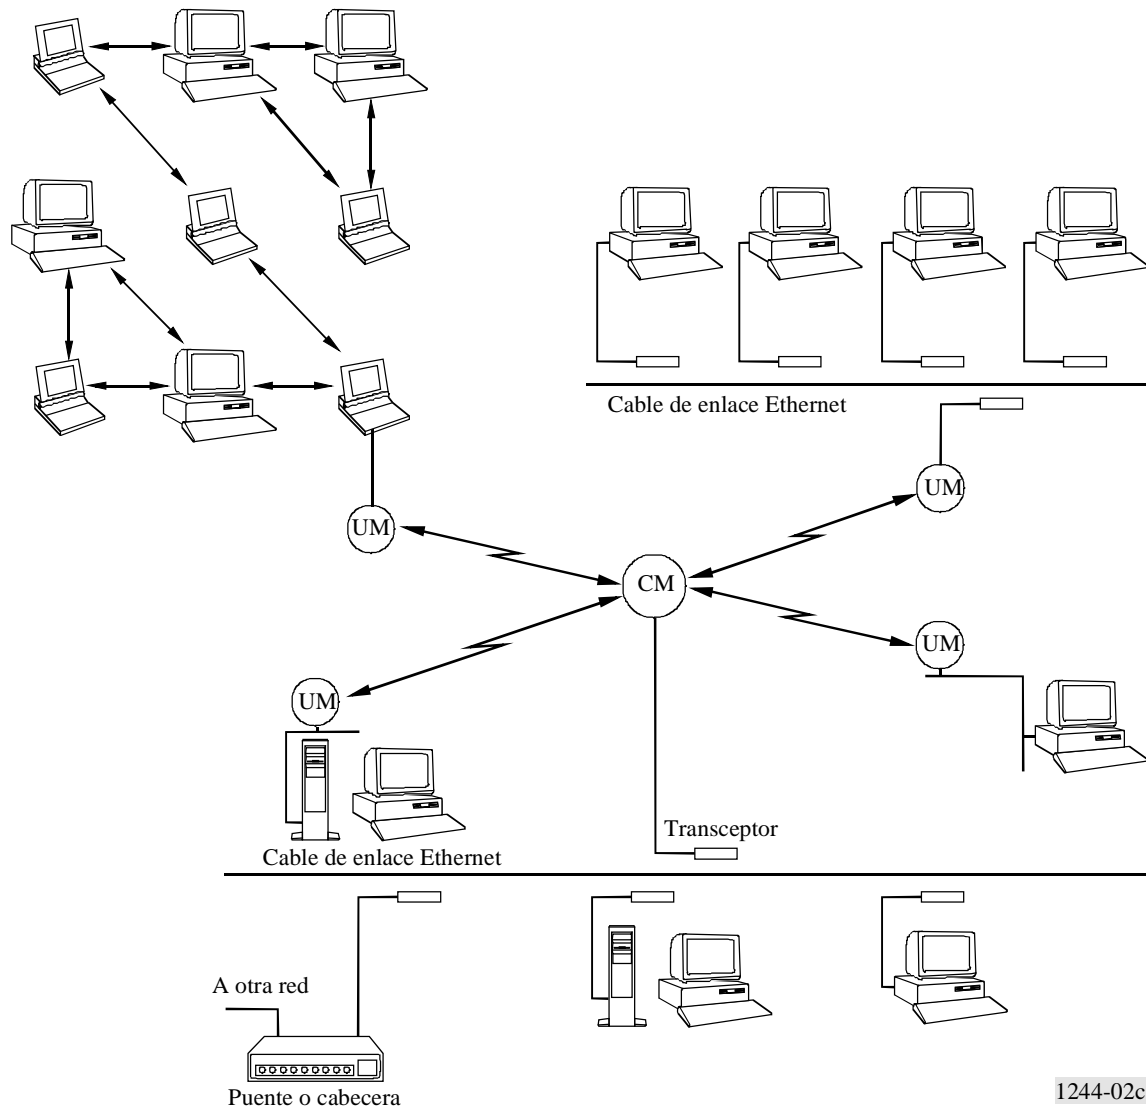 Cable de enlace Ethernet
UM
UM
CM
UM
UM
Transceptor
Cable de enlace Ethernet
A otra red
Puente o cabecera
1244-02c